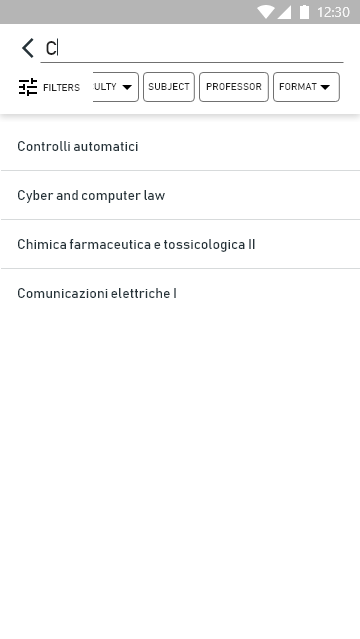 12:30
C
FILTERS ULTY SUBJECT PROFESSOR FORMAT
Controlli automatici
Cyber and computer law
Chimica farmaceutica e tossicologica II
Comunicazioni elettriche I